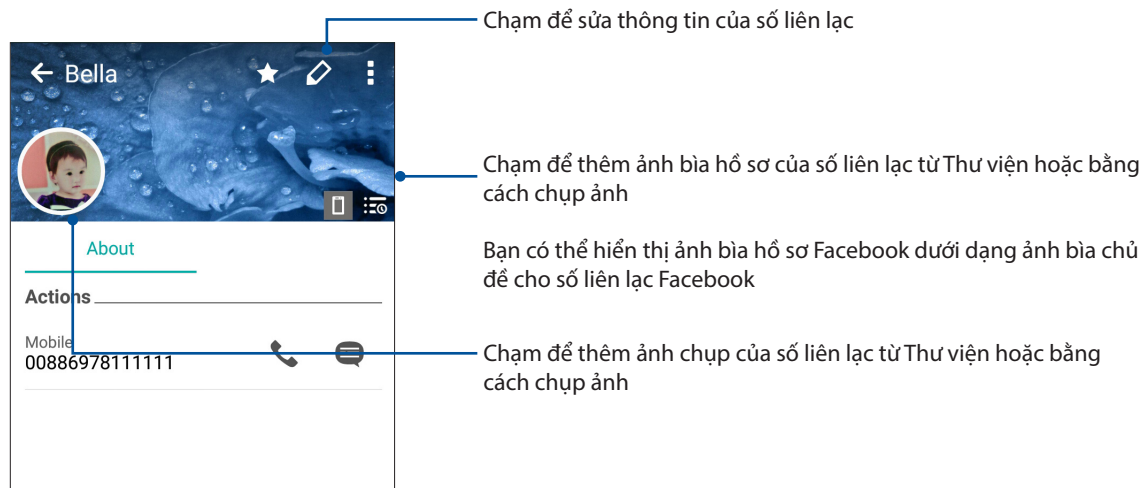 Chạm để sửa thông tin của số liên lạc
Bella
Chạm để thêm ảnh bìa hồ sơ của số liên lạc từ Thư viện hoặc bằng
cách chụp ảnh
Bạn có thể hiển thị ảnh bìa hồ sơ Facebook dưới dạng ảnh bìa chủ
đề cho số liên lạc Facebook
About
Actions
Mobile
00886978111111
Chạm để thêm ảnh chụp của số liên lạc từ Thư viện hoặc bằng
cách chụp ảnh